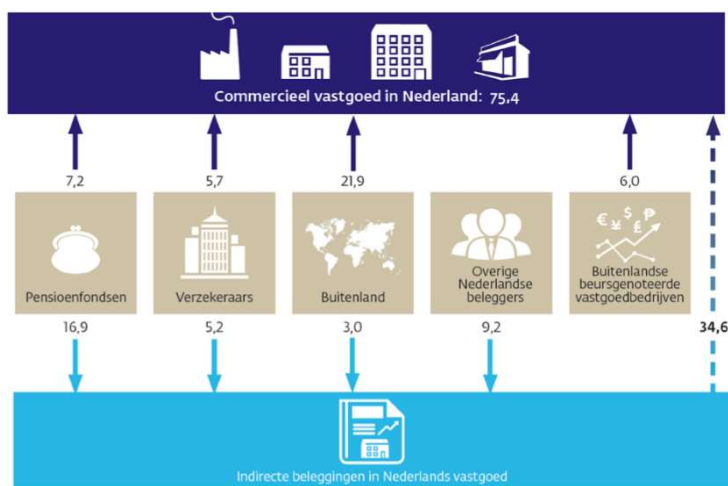 Commercieel vastgoed in Nederland: 75,4
7,2
5,7
21,9
6,0
Pensioenfondsen
Verzekeraars
Buitenland
Overige
Nederlandse
beleggers
€ ¥ $ £ ₱
Buitenlandse
beursgenoteerde
vastgoedbedrijven
16,9
5,2
3,0
9,2
34,6
Indirecte beleggingen in Nederlands vastgoed